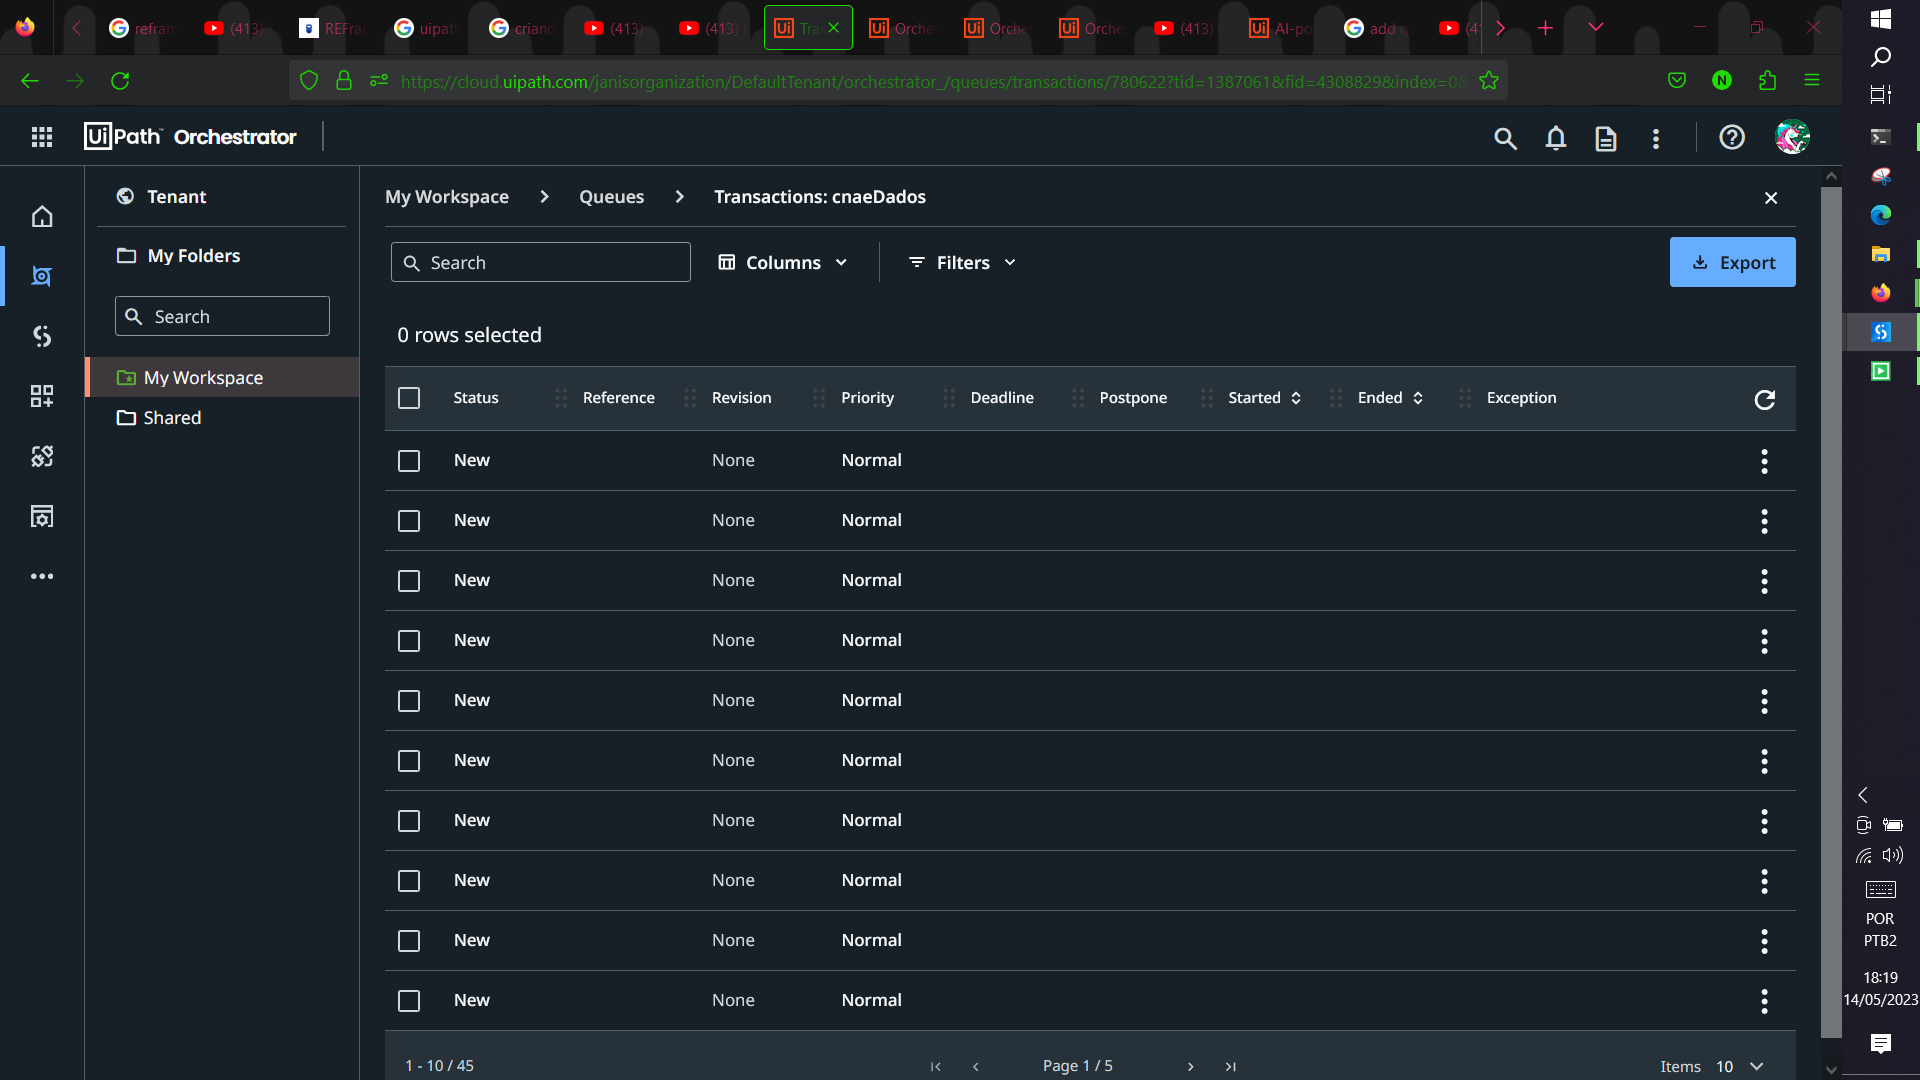 refram
(413)
REFra
uipath
criand
(413)
(413)
Tra
Orche
Orche
Orche
(413)
AI-po
add q
(41
https://cloud.uipath.com/janisorganization/DefaultTenant/orchestrator_/queues/transactions/780622?tid=1387061&fid=4308829&index=0&
UiPath Orchestrator
Tenant
My Folders
Search
My Workspace
Shared
My Workspace > Queues > Transactions: cnaeDados
Search
Columns
Filters
Export
0 rows selected
Status Reference Revision Priority Deadline Postpone Started Ended Exception
New None Normal
New None Normal
New None Normal
New None Normal
New None Normal
New None Normal
New None Normal
New None Normal
New None Normal
New None Normal
1 - 10 / 45
Page 1 / 5
Items 10
POR
PTB2
18:19
14/05/2023